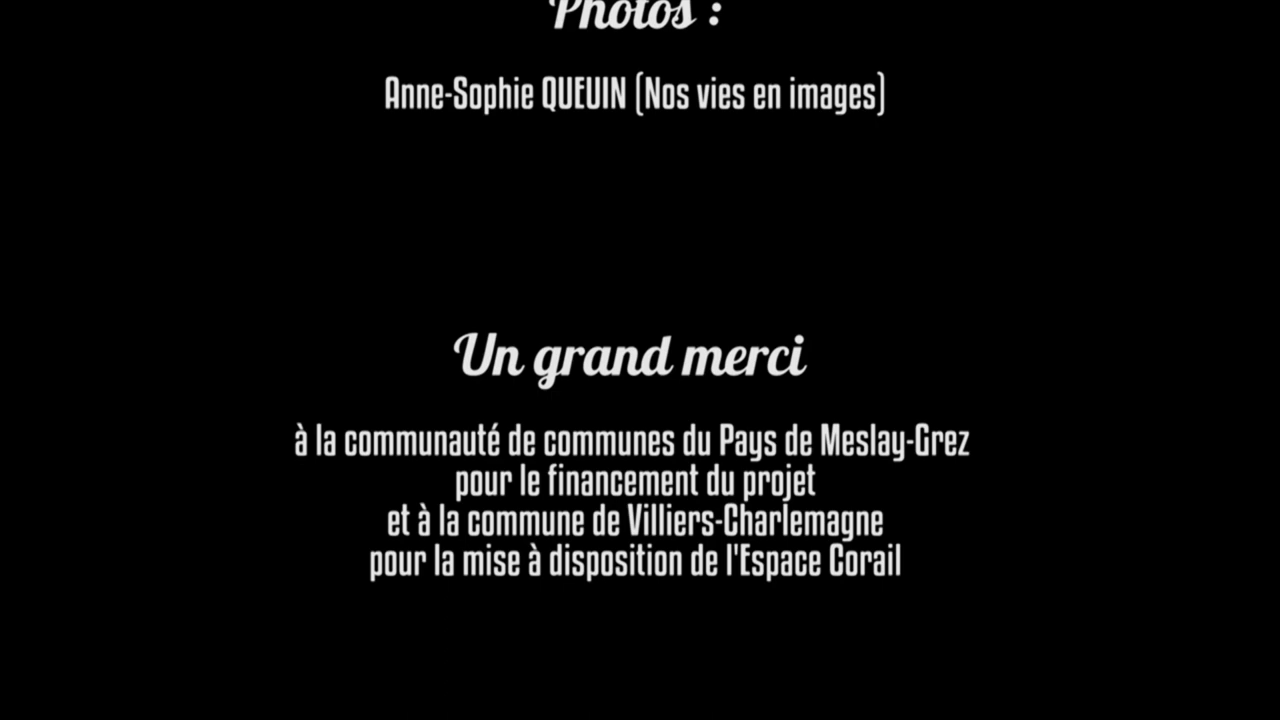 Photos :
Anne-Sophie QUEUIN (Nos vies en images)
Un grand merci
à la communauté de communes du Pays de Meslay-Grez
pour le financement du projet
et à la commune de Villiers-Charlemagne
pour la mise à disposition de l'Espace Corail